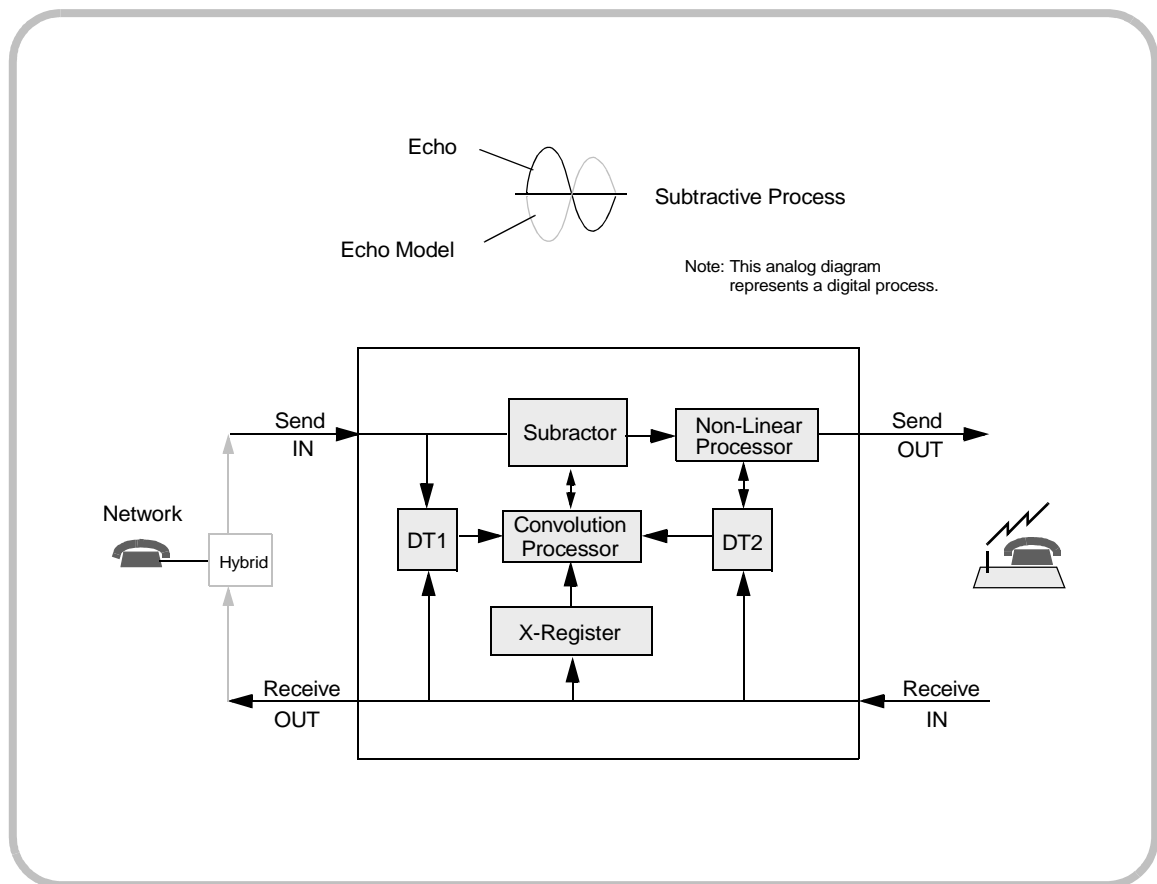 Echo
Subtractive Process
Echo Model
Note: This analog diagram
represents a digital process.
Send
IN
Subractor
Non-Linear
Processor
Send
OUT
Network
Hybrid
DT1
Convolution
Processor
DT2
X-Register
Receive
OUT
Receive
IN